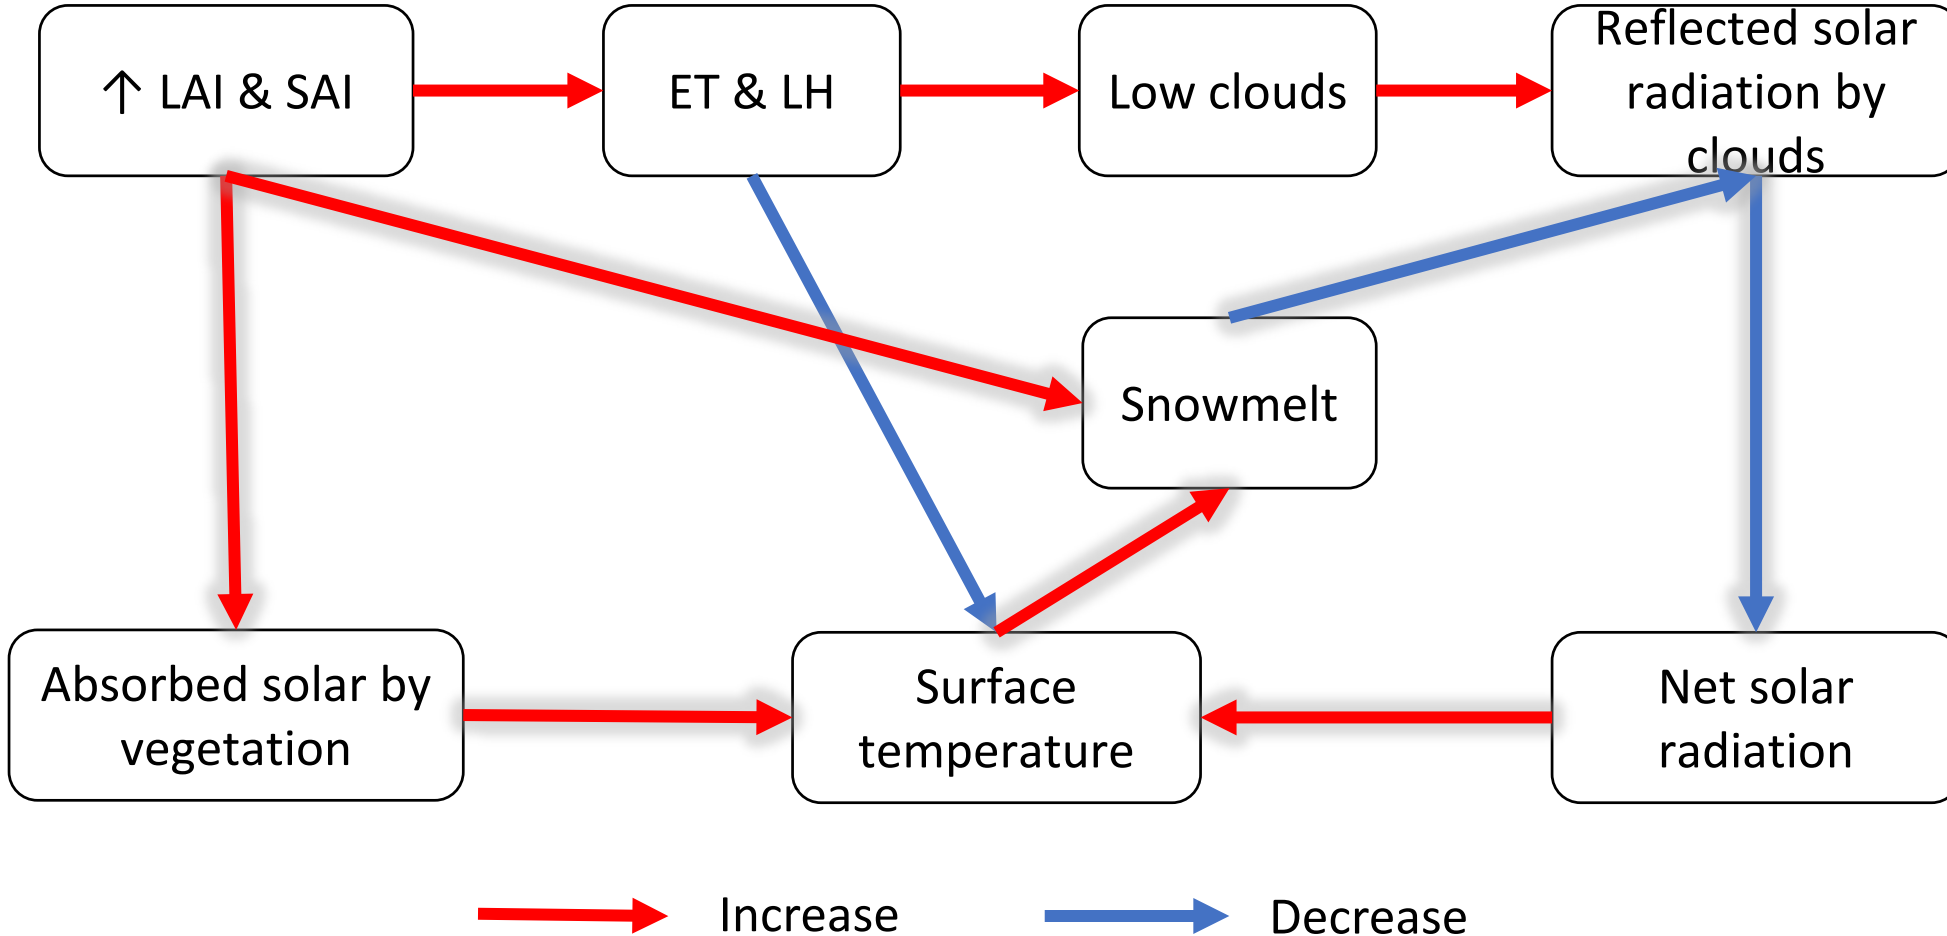 ↑ LAI & SAI
ET & LH
Low clouds
Reflected solar
radiation by
clouds
Snowmelt
Absorbed solar by
vegetation
Surface
temperature
Net solar
radiation
Increase
Decrease